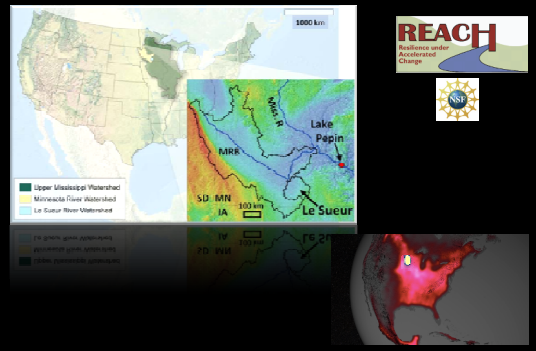 1000 km
REACH
Resilience under
Accelerated
Change
NSF
Miss. R
Lake
Pepin
MRB
SD MN
IA
100 km
Le Sueur
Upper Mississippi Watershed
Minnesota River Watershed
Le Sueur River Watershed